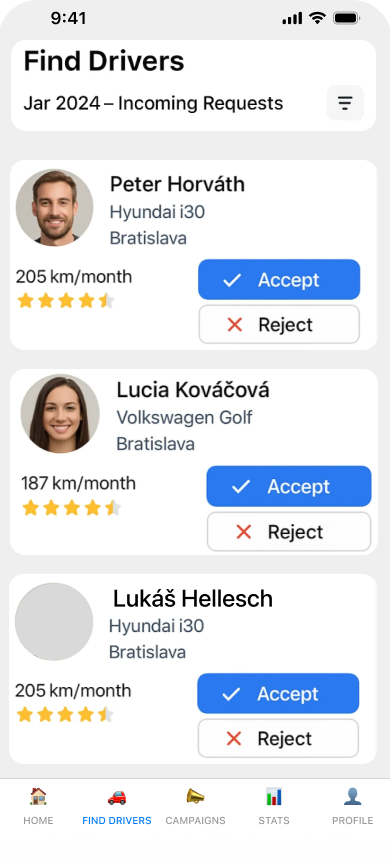 9:41
Find Drivers
Jar 2024 – Incoming Requests
Peter Horváth
Hyundai i30
Bratislava
205 km/month
Accept
Reject
Lucia Kováčová
Volkswagen Golf
Bratislava
187 km/month
Accept
Reject
Lukáš Hellesch
Hyundai i30
Bratislava
205 km/month
Accept
Reject
HOME FIND DRIVERS CAMPAIGNS STATS PROFILE